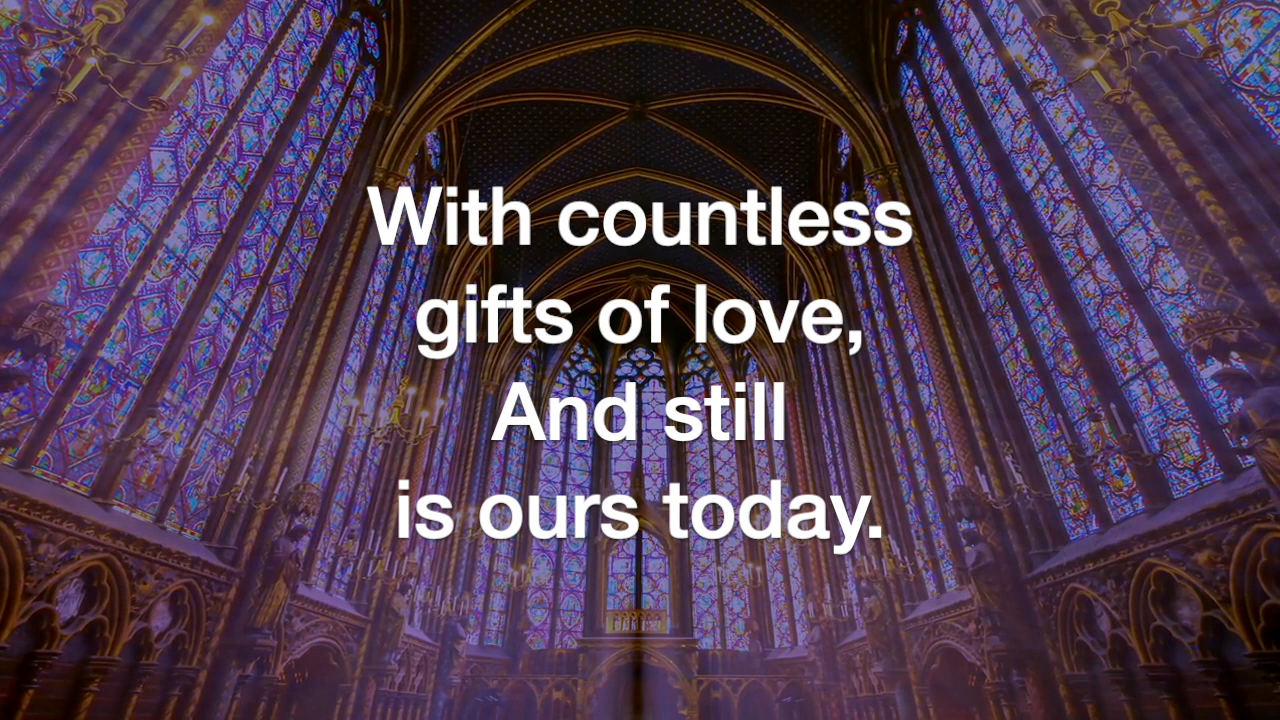 With countless
gifts of love,
And still
is ours today.